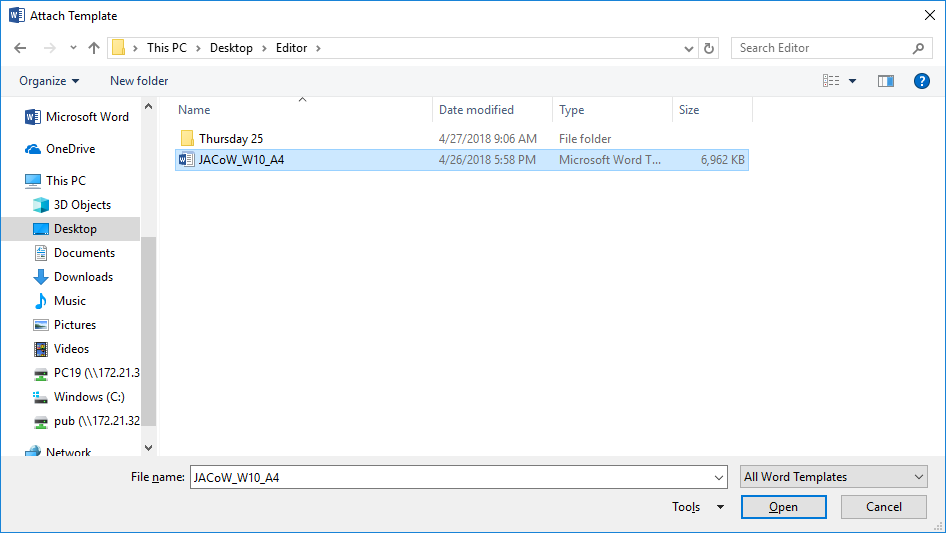 Attach Template
This PC > Desktop > Editor >
Search Editor
Organize
New folder
Name
Date modified
Type
Size
Thursday 25 4/27/2018 9:06 AM File folder
JACoW_W10_A4 4/26/2018 5:58 PM Microsoft Word T... 6,962 KB
Microsoft Word
OneDrive
This PC
3D Objects
Desktop
Documents
Downloads
Music
Pictures
Videos
PC19 (\\172.21.3
Windows (C:)
pub (\\172.21.32
Network
File name: JACoW_W10_A4
All Word Templates
Tools
Open
Cancel